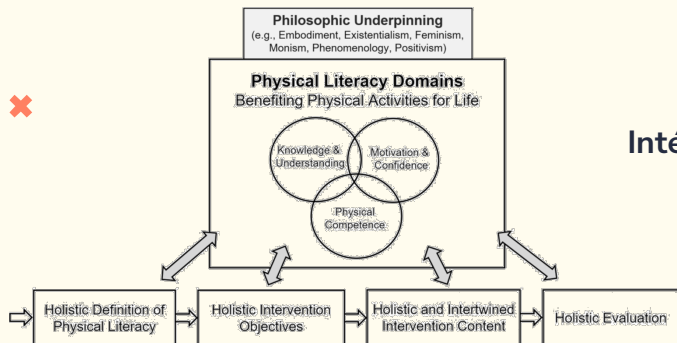 Philosophic Underpinning
(e.g., Embodiment, Existentialism, Feminism,
Monism, Phenomenology, Positivism)
Physical Literacy Domains
Benefiting Physical Activities for Life
Knowledge &
Understanding
Motivation &
Confidence
Physical
Competence
Inté
Holistic Definition of
Physical Literacy
Holistic Intervention
Objectives
Holistic and Intertwined
Intervention Content
Holistic Evaluation